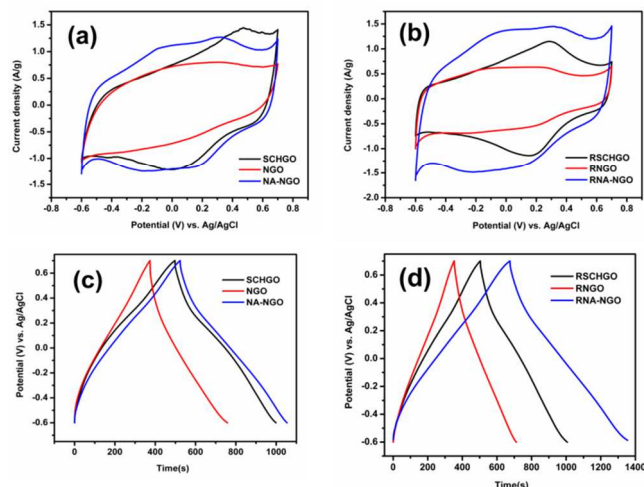 (a)
Current density (A/g)
1.5
1.0
0.5
0.0
-0.5
-1.0
-1.5
SCHGO
NGO
NA-NGO
-0.8 -0.6 -0.4 -0.2 0.0 0.2 0.4 0.6 0.8
Potential (V) vs. Ag/AgCl
(b)
Current density (A/g)
1.5
1.0
0.5
0.0
-0.5
-1.0
-1.5
-2.0
RSCHGO
RNGO
RNA-NGO
-0.8 -0.6 -0.4 -0.2 0.0 0.2 0.4 0.6 0.8
Potential (V) vs. Ag/AgCl
(c)
Potential (V) vs. Ag/AgCl
0.6
0.4
0.2
0.0
-0.2
-0.4
-0.6
SCHGO
NGO
NA-NGO
0 200 400 600 800 1000
Time(s)
(d)
Potential (V) vs. Ag/AgCl
0.6
0.4
0.2
0.0
-0.2
-0.4
-0.6
RSCHGO
RNGO
RNA-NGO
0 200 400 600 800 1000 1200 1400
Time(s)